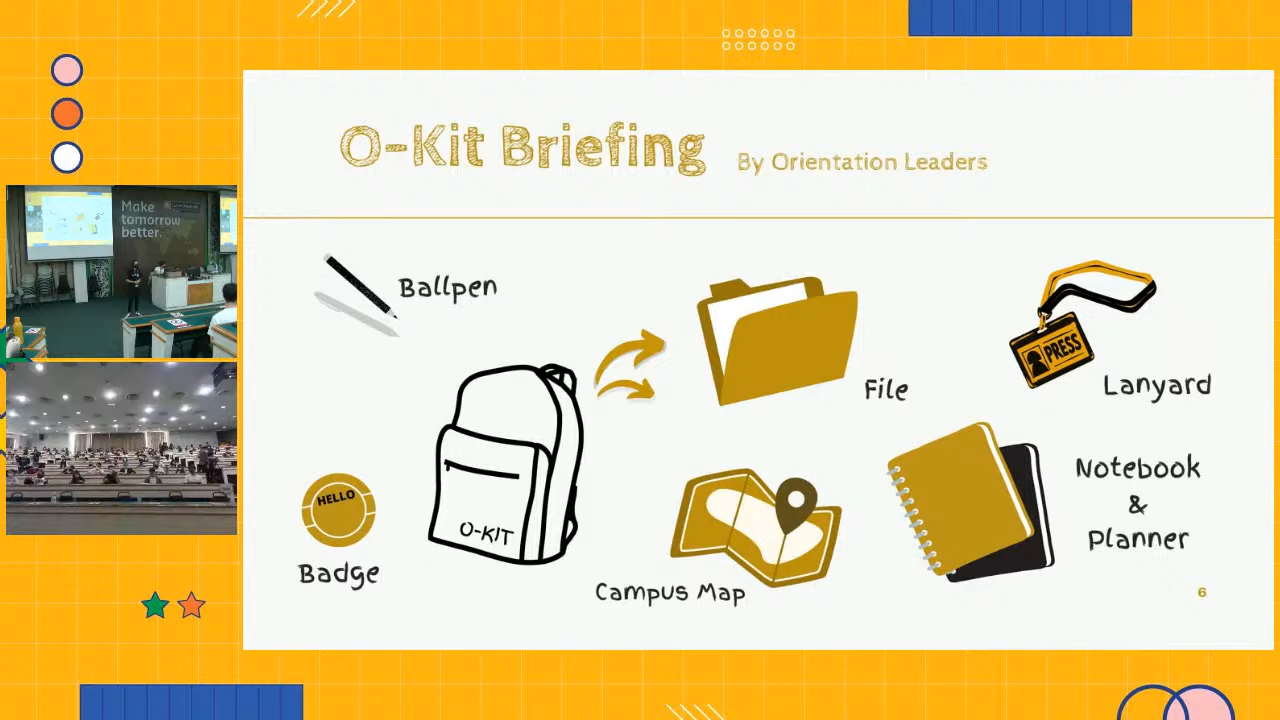 O-Kit Briefing
By Orientation Leaders
Make
tomorrow
better.
Ballpen
File
PRESS
Lanyard
HELLO
Badge
O-KIT
Campus Map
Notebook
&
Planner
6